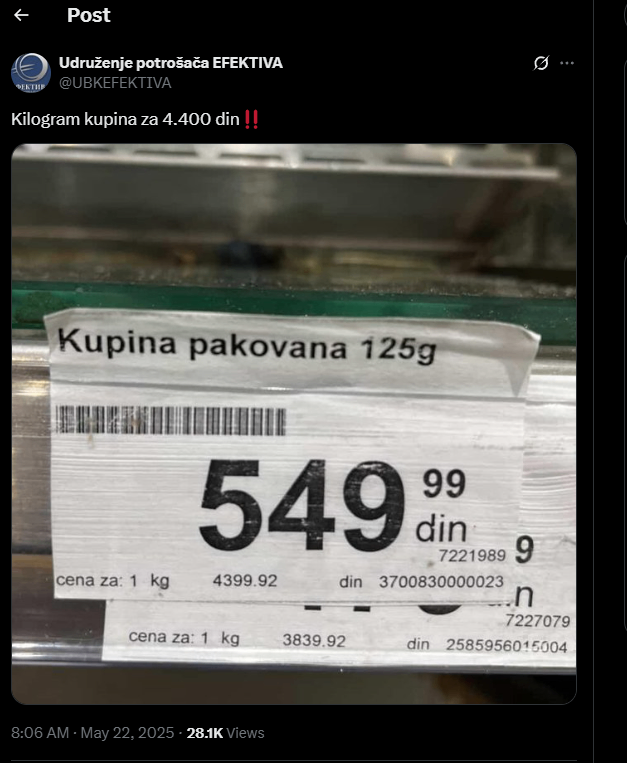 Post
Udruženje potrošača EFEKTIVA
@UBKEFEKTIVA
Kilogram kupina za 4.400 din‼️
Kupina pakovana 125g
549 99
din
7221989
9
cena za: 1 kg 4399.92 din 3700830000023
7227079
cena za: 1 kg 3839.92 din 2585956015004
8:06 AM · May 22, 2025 · 28.1K Views